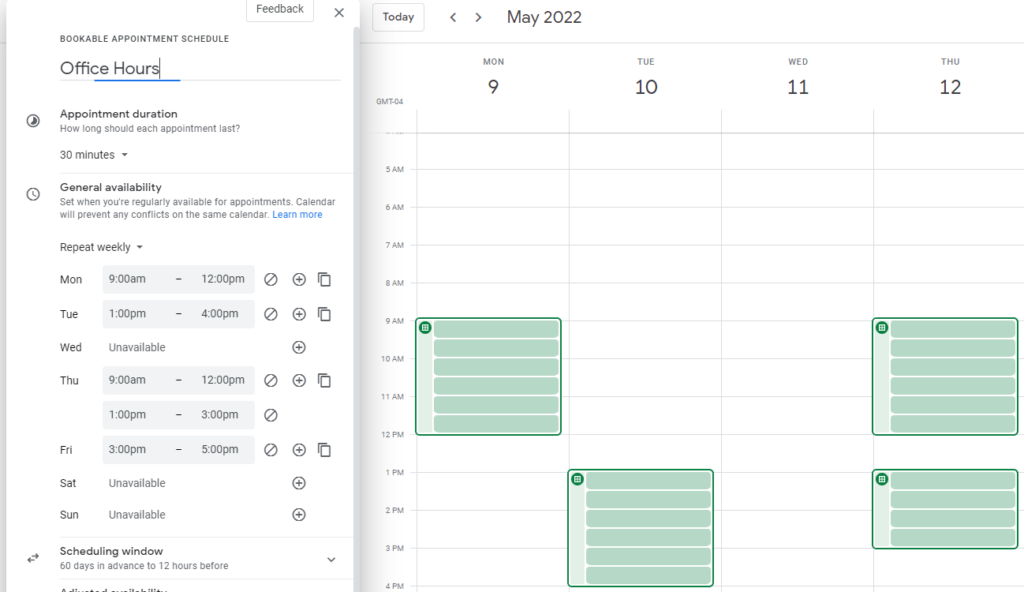 Feedback
BOOKABLE APPOINTMENT SCHEDULE
Office Hours
Appointment duration
How long should each appointment last?
30 minutes
General availability
Set when you're regularly available for appointments. Calendar
will prevent any conflicts on the same calendar. Learn more
Repeat weekly
Mon 9:00am – 12:00pm
Tue 1:00pm – 4:00pm
Wed Unavailable
Thu 9:00am – 12:00pm
1:00pm – 3:00pm
Fri 3:00pm – 5:00pm
Sat Unavailable
Sun Unavailable
Scheduling window
60 days in advance to 12 hours before
Adjusted availability
Today
May 2022
MON TUE WED THU
9 10 11 12
GMT-04
5 AM
6 AM
7 AM
8 AM
9 AM
10 AM
11 AM
12 PM
1 PM
2 PM
3 PM
4 PM